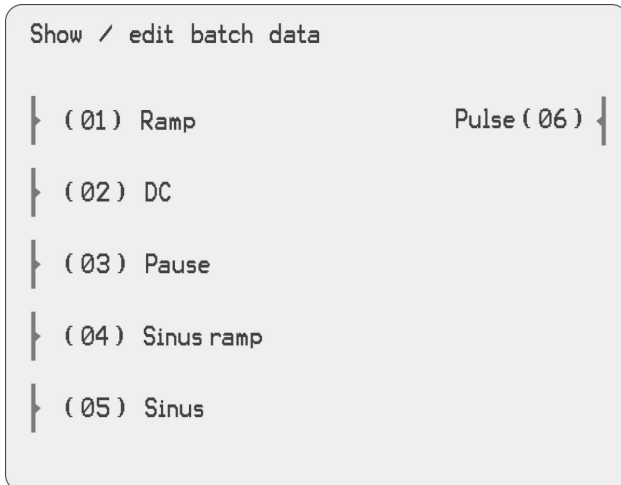 Show / edit batch data
(01) Ramp
Pulse (06)
(02) DC
(03) Pause
(04) Sinus ramp
(05) Sinus